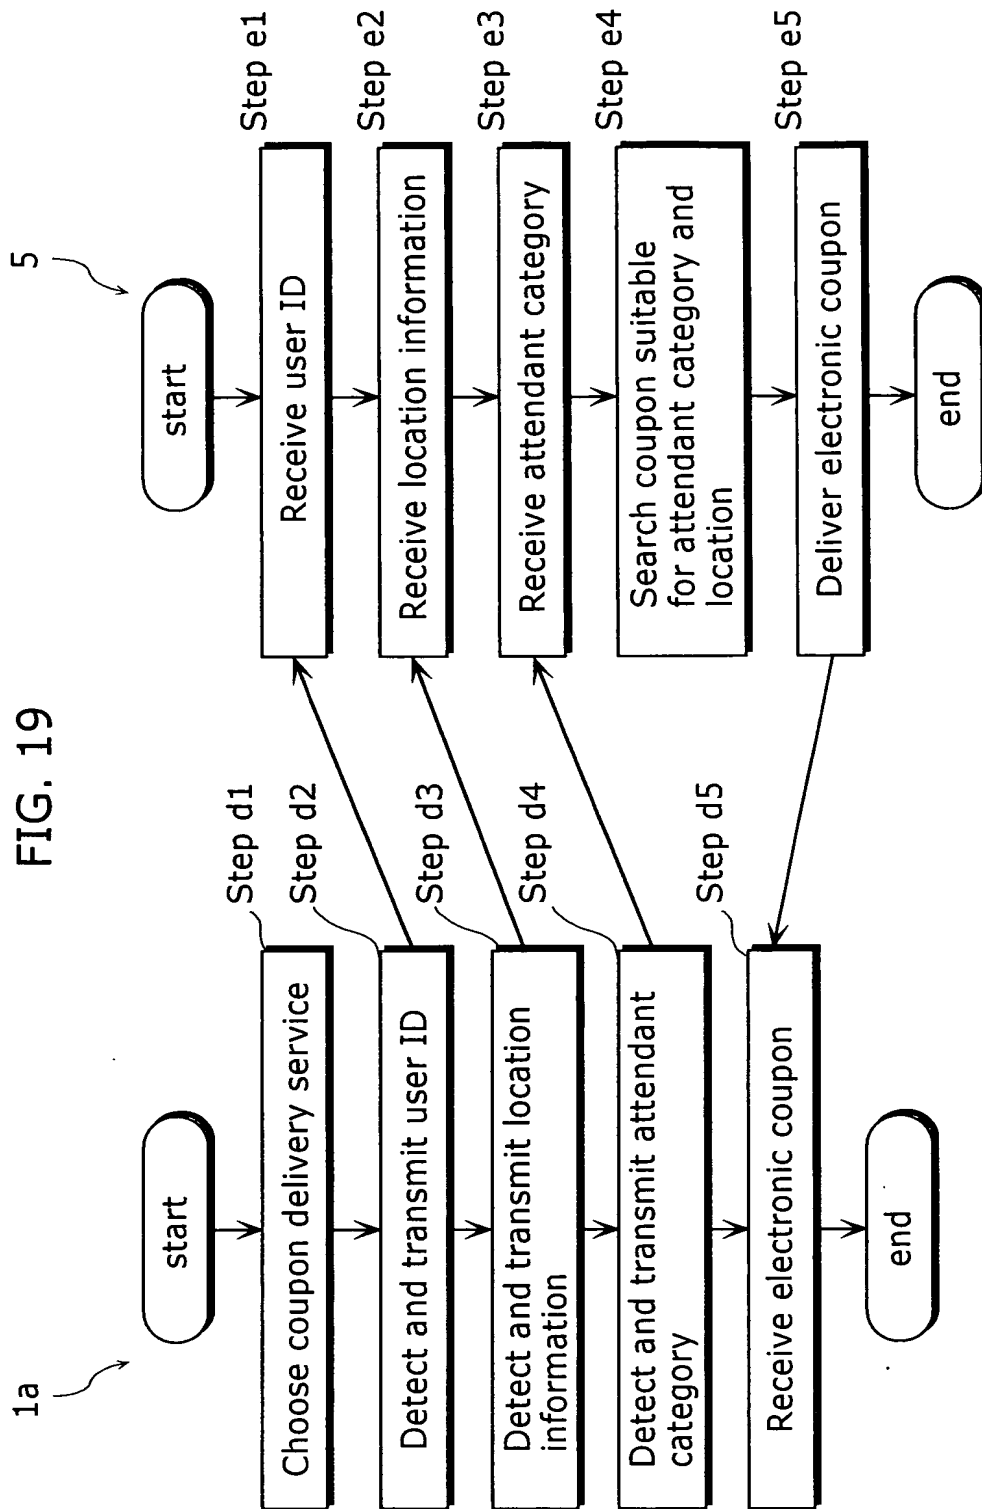 FIG. 19
1a
start
Choose coupon delivery service
Step d1
Detect and transmit user ID
Step d2
Detect and transmit location
information
Step d3
Detect and transmit attendant
category
Step d4
Receive electronic coupon
Step d5
end
5
start
Receive user ID
Step e1
Receive location information
Step e2
Receive attendant category
Step e3
Search coupon suitable
for attendant category and
location
Step e4
Deliver electronic coupon
Step e5
end